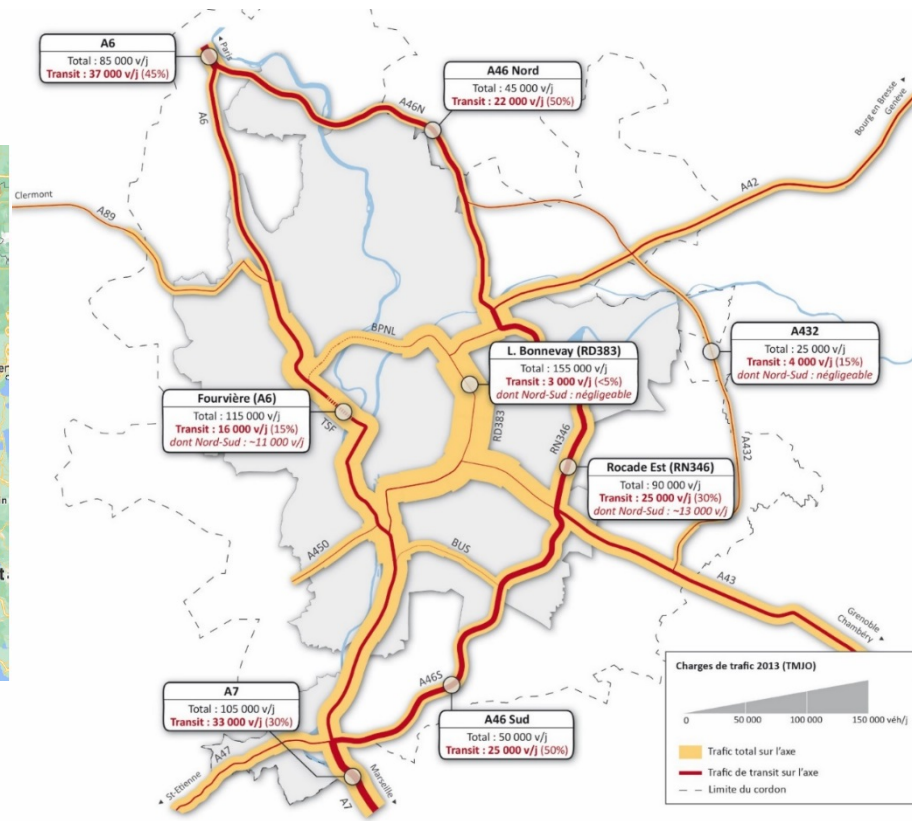 A6
Total : 85 000 v/j
Transit : 37 000 v/j (45%)
Paris
A46 Nord
Total : 45 000 v/j
Transit : 22 000 v/j (50%)
A46N
A6
Bourg en Bresse
Genève
Clermont
A89
A42
BPNL
L. Bonnevay (RD383)
Total : 155 000 v/j
Transit : 3 000 v/j (<5%)
dont Nord-Sud : négligeable
A432
Total : 25 000 v/j
Transit : 4 000 v/j (15%)
dont Nord-Sud : négligeable
Fourvière (A6)
Total : 115 000 v/j
Transit : 16 000 v/j (15%)
dont Nord-Sud : ~11 000 v/j
TSF
RD383
RN346
A432
Rocade Est (RN346)
Total : 90 000 v/j
Transit : 25 000 v/j (30%)
dont Nord-Sud : ~13 000 v/j
A450
BUS
A43
Grenoble
Chambéry
A46S
A7
Total : 105 000 v/j
Transit : 33 000 v/j (30%)
A46 Sud
Total : 50 000 v/j
Transit : 25 000 v/j (50%)
A47
St-Etienne
A7
Marseille
Charges de trafic 2013 (TMJO)
0 50 000 100 000 150 000 véh/j
Trafic total sur l'axe
Trafic de transit sur l'axe
Limite du cordon